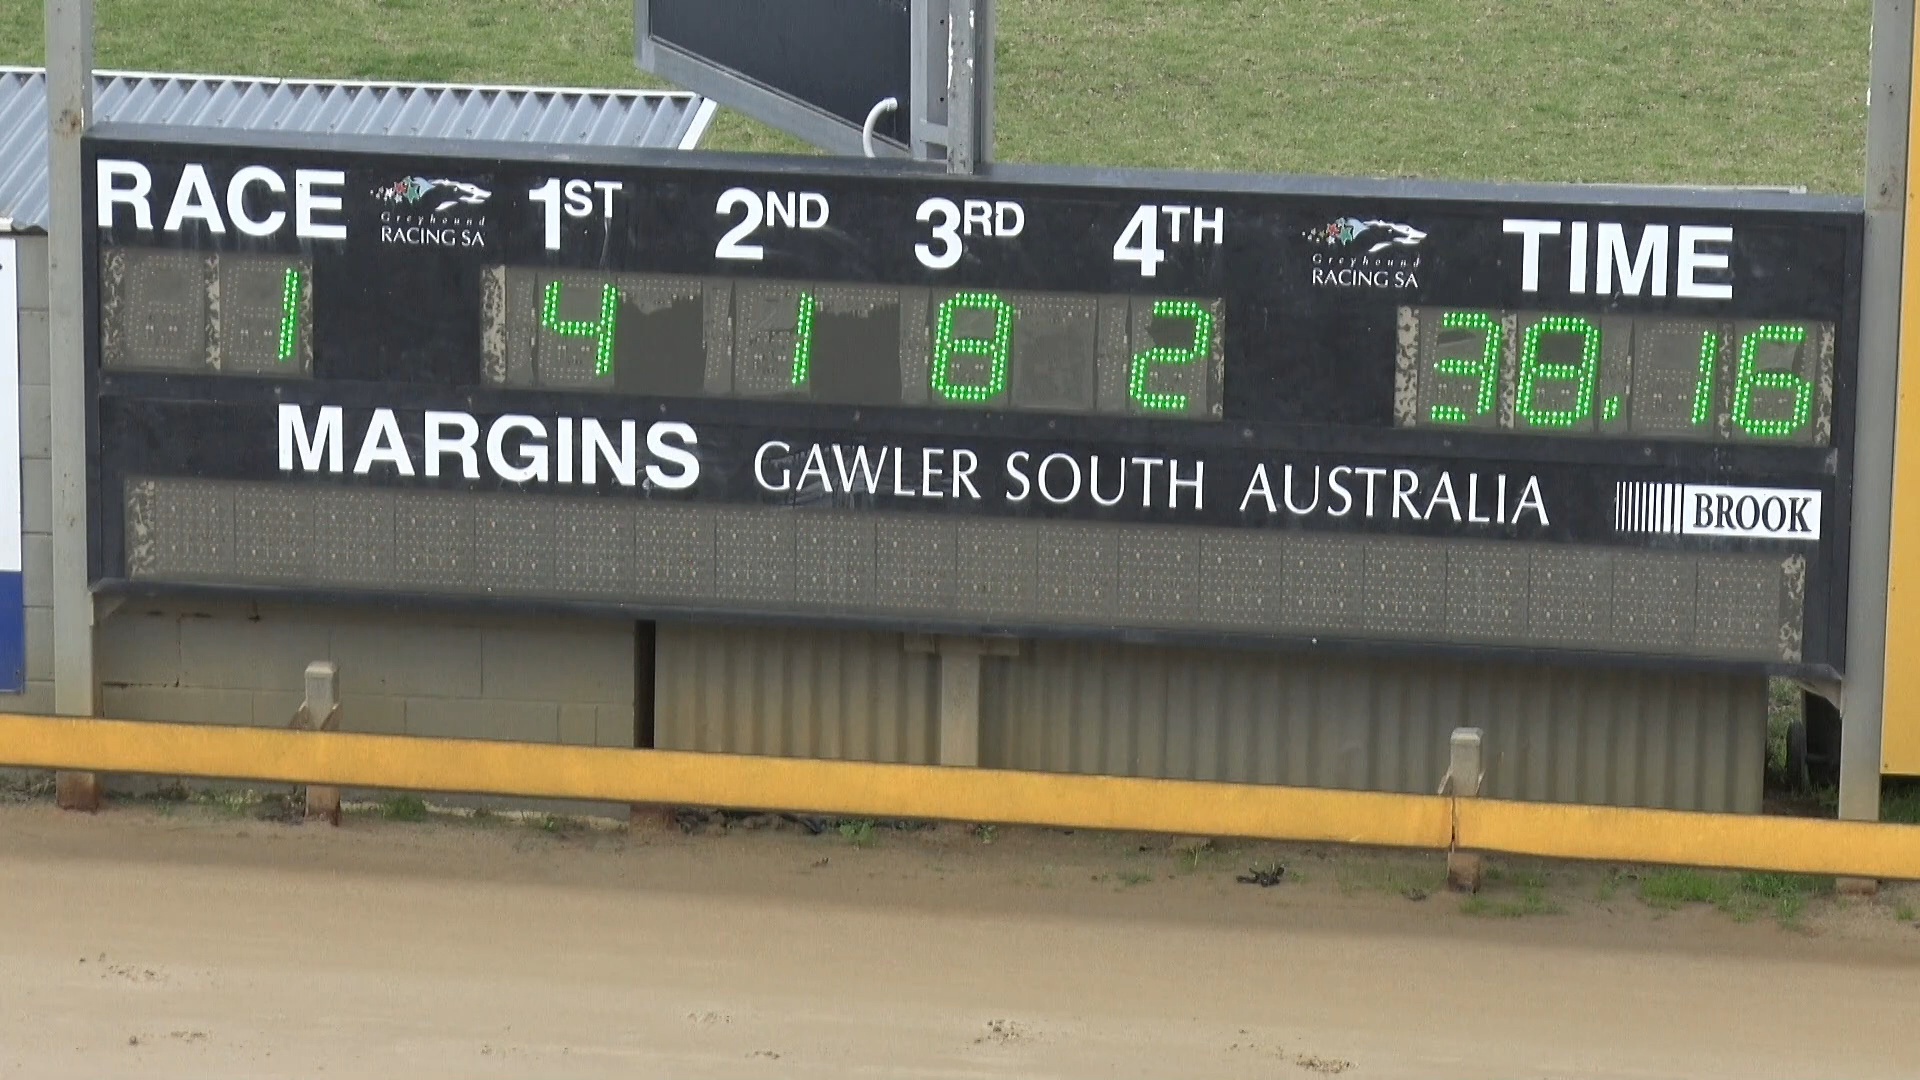 RACE Greyhound RACING SA 1ST 2ND 3RD 4TH Greyhound RACING SA TIME
1 4 1 8 2 38.16
MARGINS GAWLER SOUTH AUSTRALIA BROOK